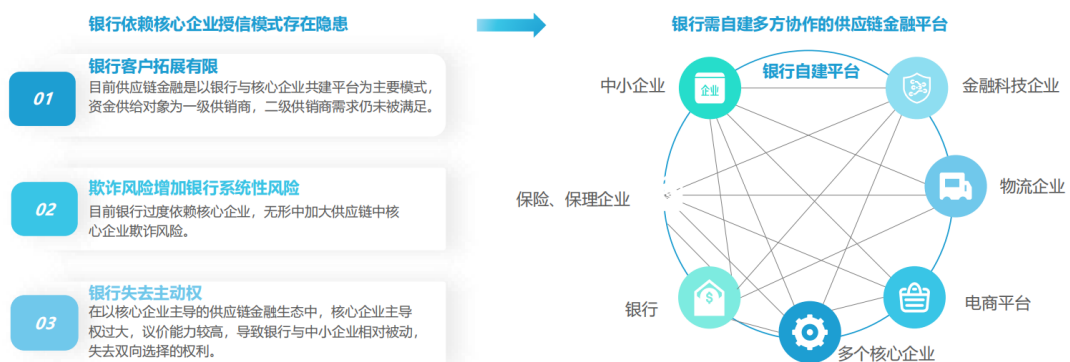 银行依赖核心企业授信模式存在隐患
01
银行客户拓展有限
目前供应链金融是以银行与核心企业共建平台为主要模式，
资金供给对象为一级供销商，二级供销商需求仍未被满足。
02
欺诈风险增加银行系统性风险
目前银行过度依赖核心企业，无形中加大供应链中核
心企业欺诈风险。
03
银行失去主动权
在以核心企业主导的供应链金融生态中，核心企业主导
权过大，议价能力较高，导致银行与中小企业相对被动，
失去双向选择的权利。
银行需自建多方协作的供应链金融平台
银行自建平台
中小企业
企业
金融科技企业
保险、保理企业
物流企业
银行
$
电商平台
多个核心企业